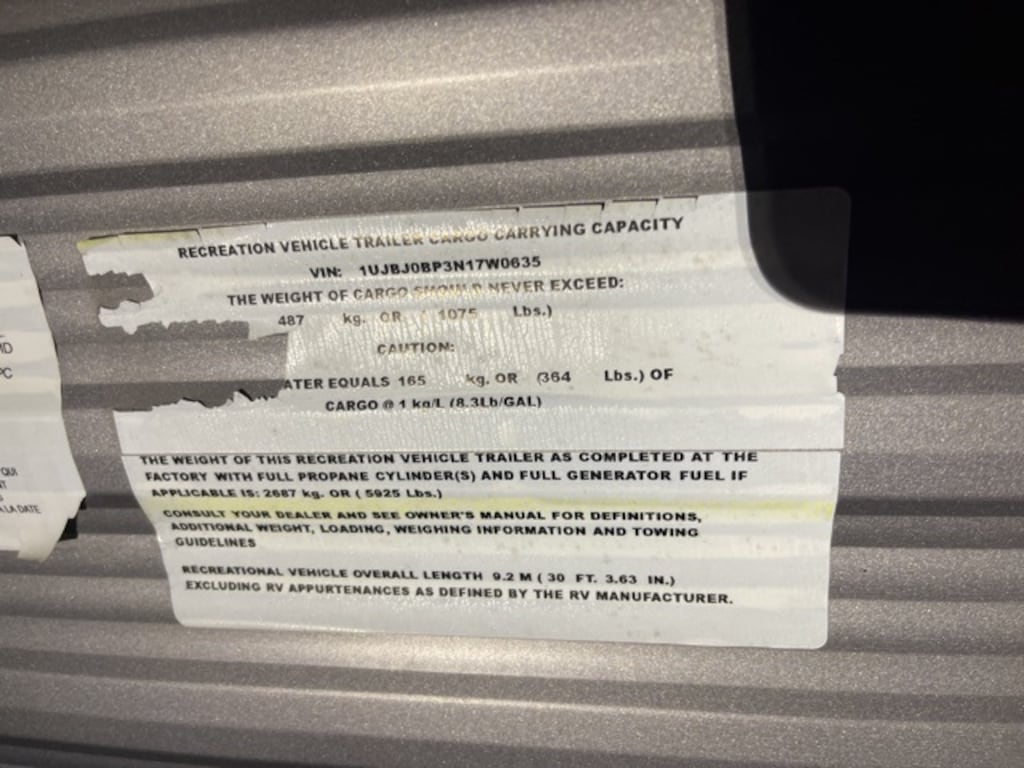 RECREATION VEHICLE TRAILER CARGO CARRYING CAPACITY
VIN: 1UJBJ0BP3N17W0635
THE WEIGHT OF CARGO SHOULD NEVER EXCEED:
487 kg. OR ( 1075 Lbs.)
CAUTION:
ATER EQUALS 165 kg. OR (364 Lbs.) OF
CARGO @ 1 kg/L (8.3Lb/GAL)
THE WEIGHT OF THIS RECREATION VEHICLE TRAILER AS COMPLETED AT THE
FACTORY WITH FULL PROPANE CYLINDER(S) AND FULL GENERATOR FUEL IF
APPLICABLE IS: 2687 kg. OR ( 5925 Lbs.)
CONSULT YOUR DEALER AND SEE OWNER'S MANUAL FOR DEFINITIONS,
ADDITIONAL WEIGHT, LOADING, WEIGHING INFORMATION AND TOWING
GUIDELINES
RECREATIONAL VEHICLE OVERALL LENGTH 9.2 M ( 30 FT. 3.63 IN.)
EXCLUDING RV APPURTENANCES AS DEFINED BY THE RV MANUFACTURER.
A LA DATE